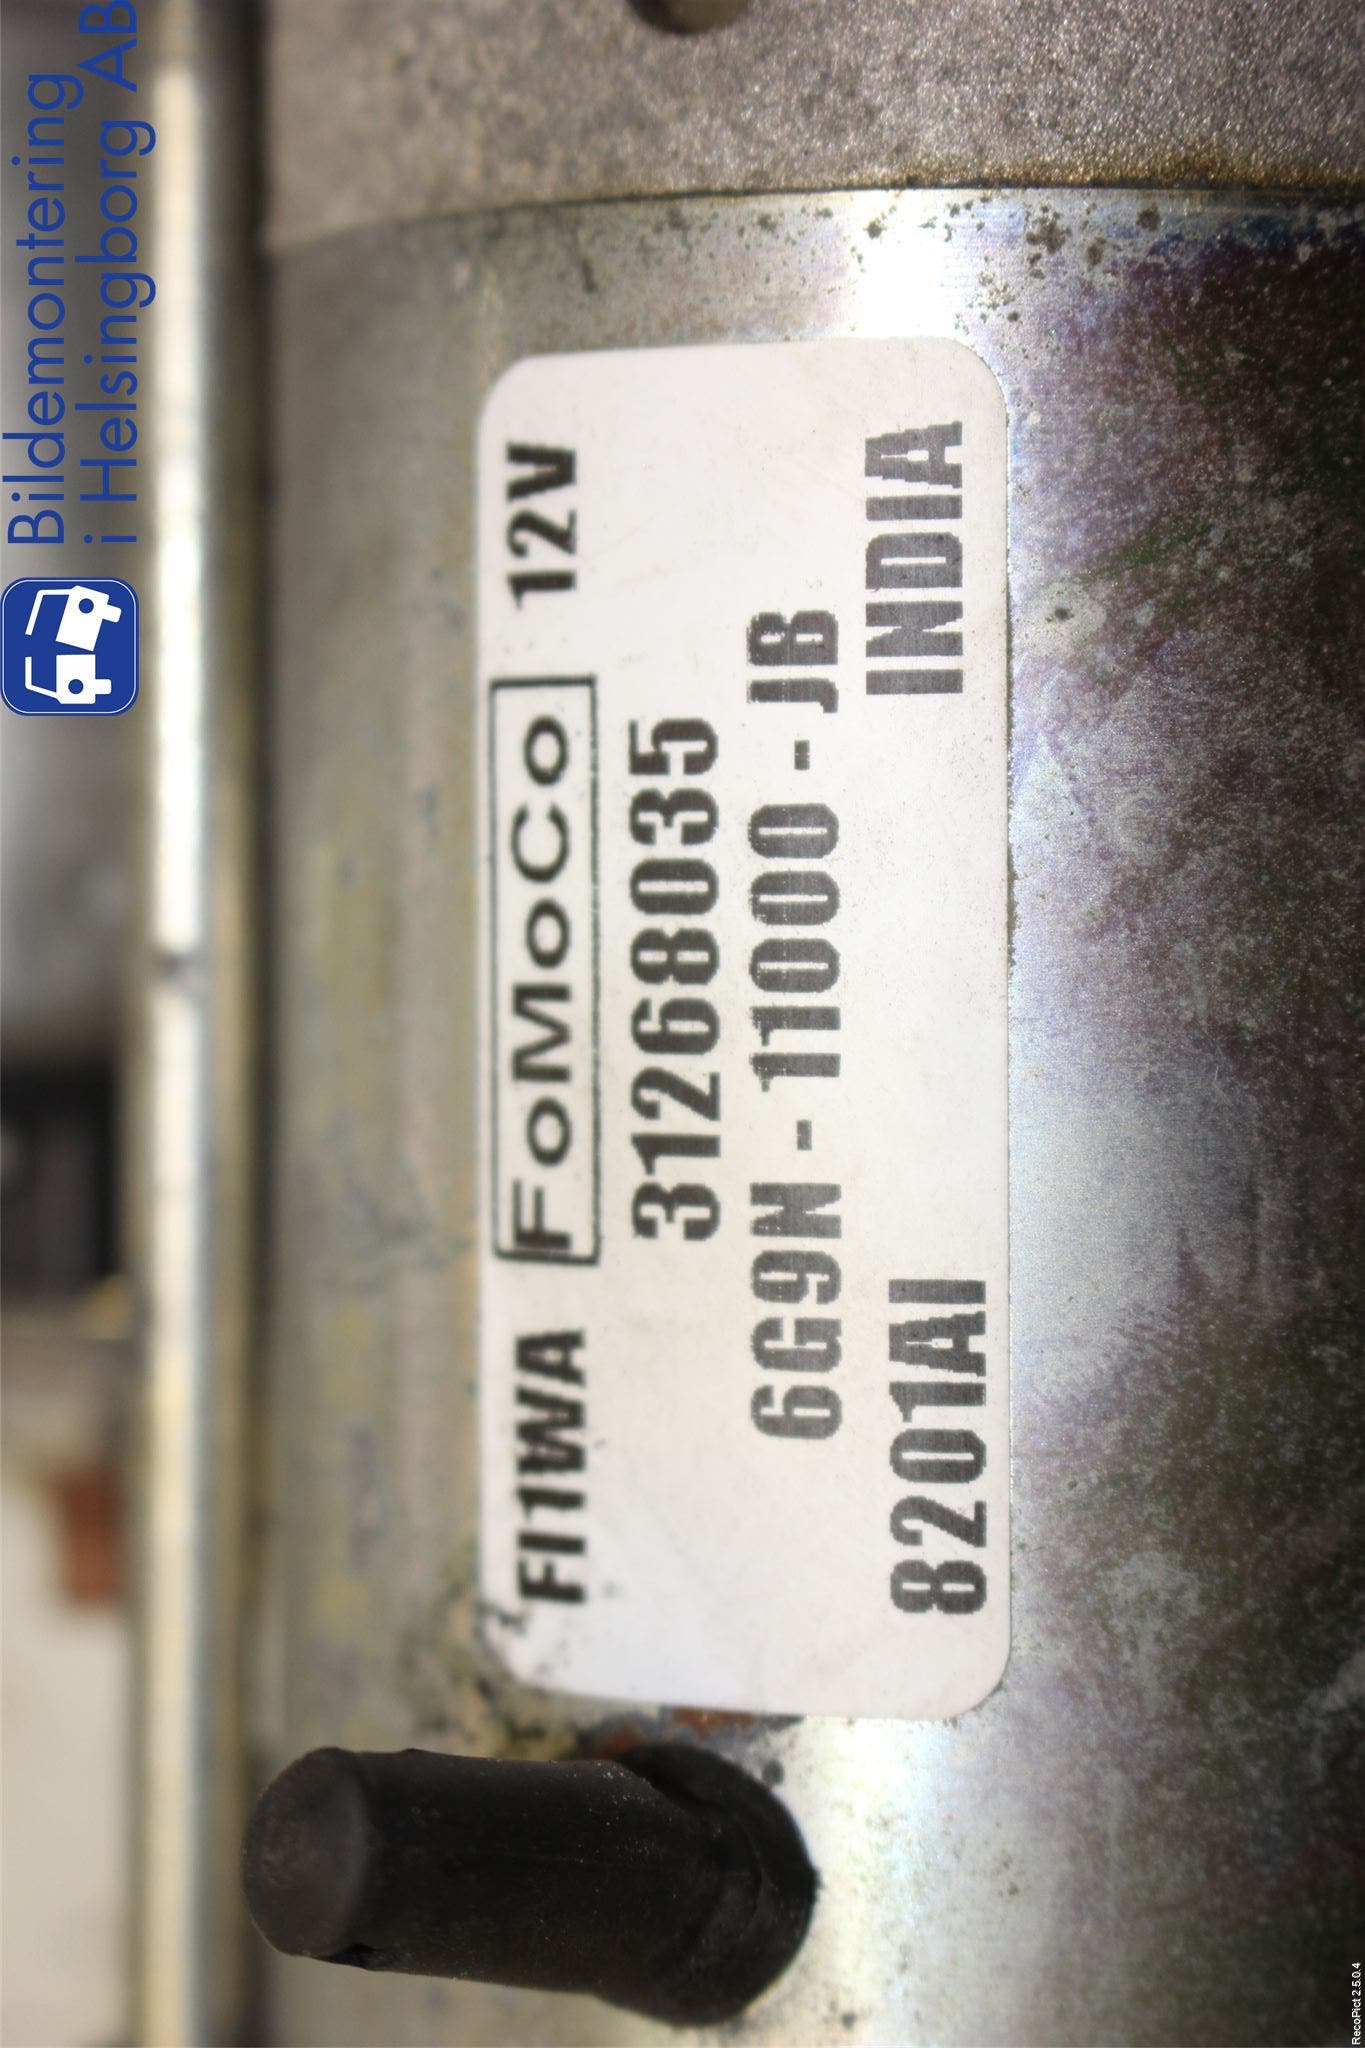 Bildemontering
i Helsingborg AB
FI1WA FoMoCo 12V
31268035
6G9N - 11000 - JB
8201AI INDIA
RecoPict 2.5.0.4